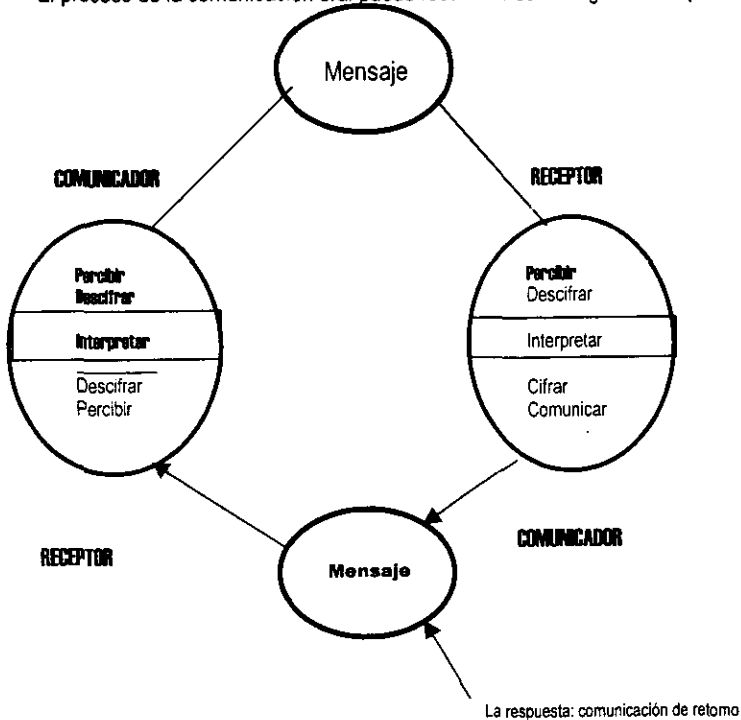 Mensaje
COMUNICADOR
RECEPTOR
Percibir
Descifrar
Interpretar
Descifrar
Percibir
Percibir
Descifrar
Interpretar
Cifrar
Comunicar
RECEPTOR
Mensaje
COMUNICADOR
La respuesta: comunicación de retorno